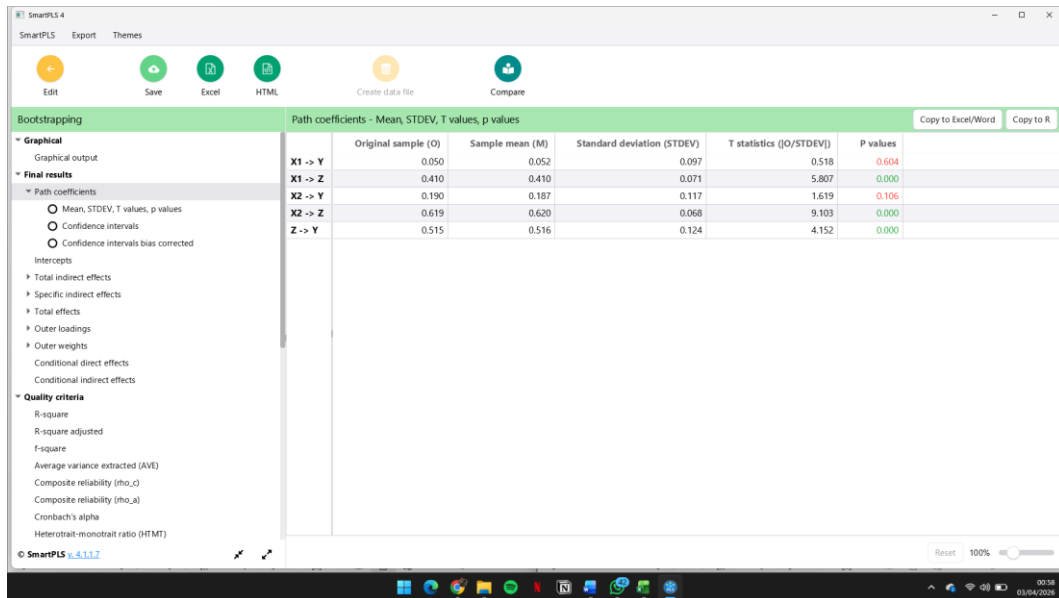 SmartPLS 4
SmartPLS Export Themes
Edit Save Excel HTML Create data file Compare
Bootstrapping
Graphical
Graphical output
Final results
Path coefficients
Mean, STDEV, T values, p values
Confidence intervals
Confidence intervals bias corrected
Intercepts
Total indirect effects
Specific indirect effects
Total effects
Outer loadings
Outer weights
Conditional direct effects
Conditional indirect effects
Quality criteria
R-square
R-square adjusted
f-square
Average variance extracted (AVE)
Composite reliability (rho_c)
Composite reliability (rho_a)
Cronbach's alpha
Heterotrait-monotrait ratio (HTMT)
© SmartPLS v. 4.1.1.7
Path coefficients - Mean, STDEV, T values, p values Copy to Excel/Word Copy to R
Original sample (O) Sample mean (M) Standard deviation (STDEV) T statistics (|O/STDEV|) P values
X1 -> Y 0.050 0.052 0.097 0.518 0.604
X1 -> Z 0.410 0.410 0.071 5.807 0.000
X2 -> Y 0.190 0.187 0.117 1.619 0.106
X2 -> Z 0.619 0.620 0.068 9.103 0.000
Z -> Y 0.515 0.516 0.124 4.152 0.000
Reset 100%
42
00:58
03/04/2026